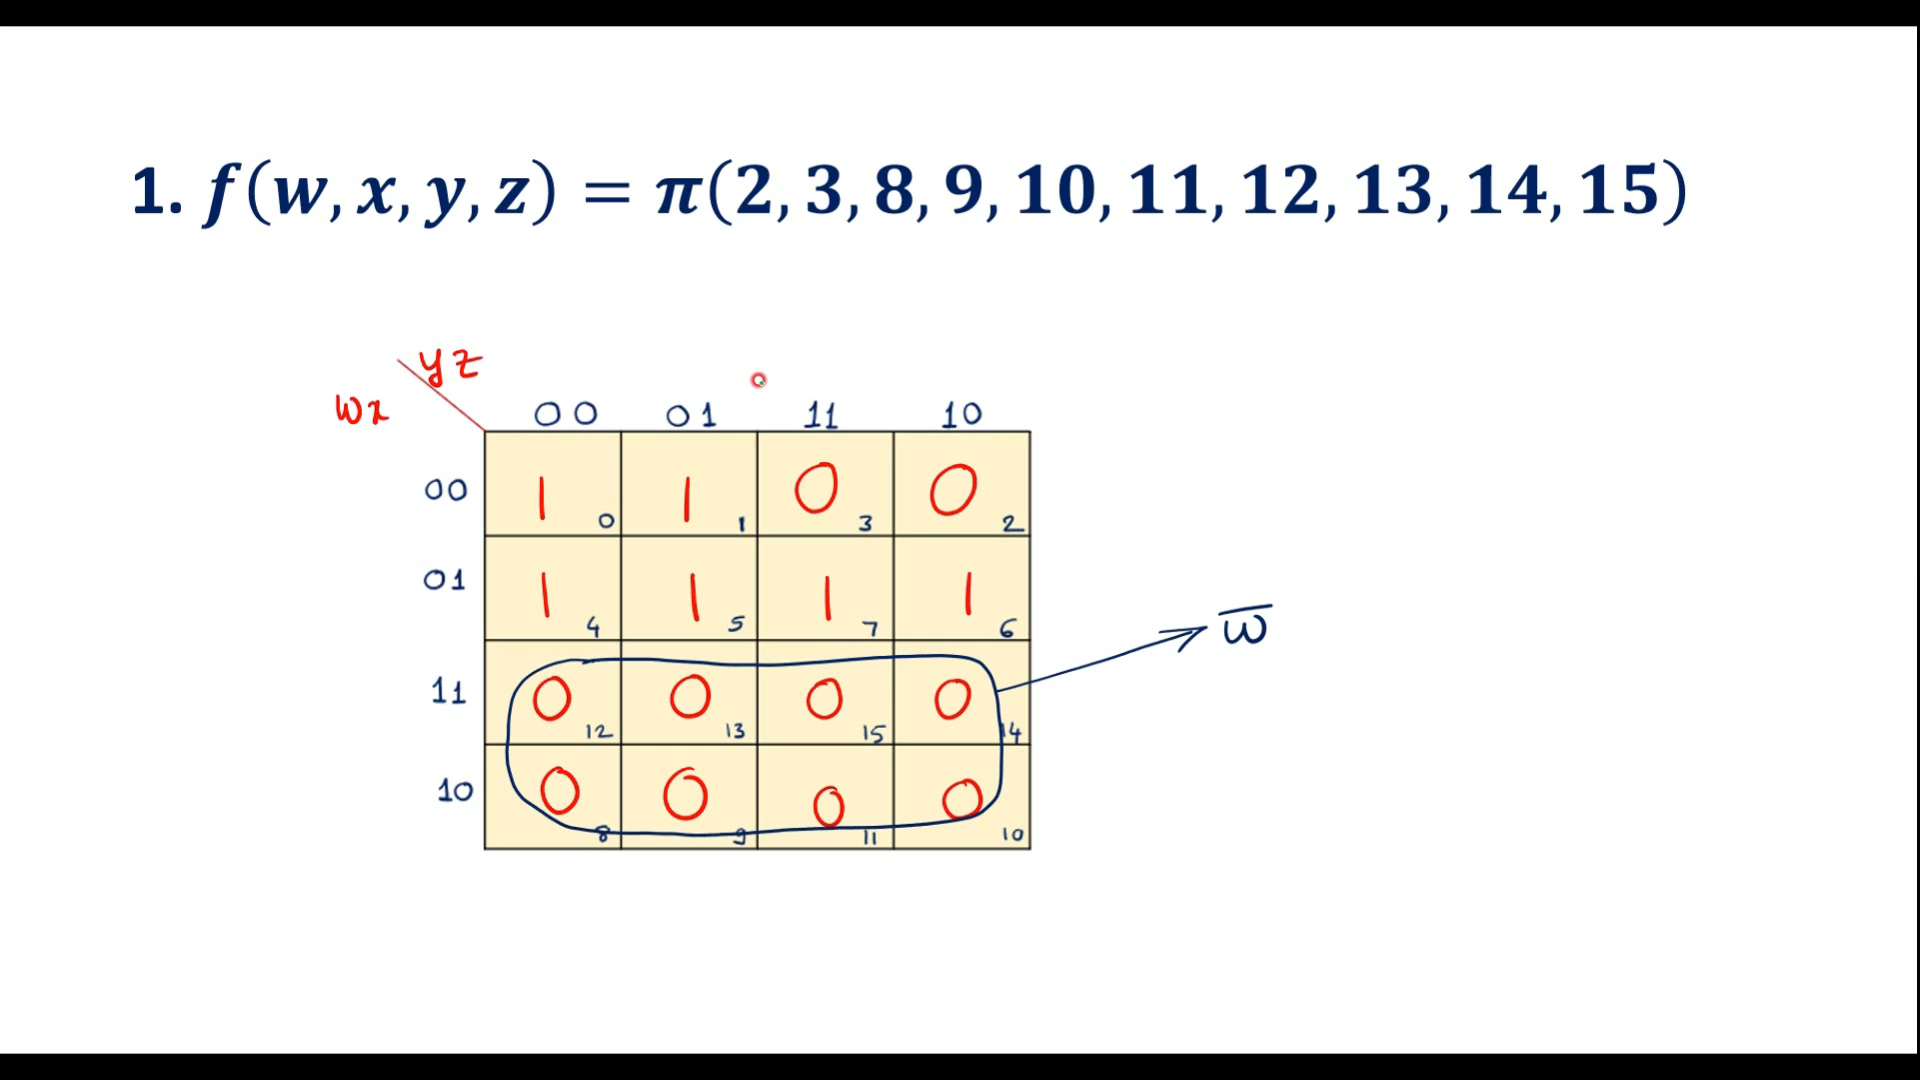 1. f(w, x, y, z) = π(2, 3, 8, 9, 10, 11, 12, 13, 14, 15)
yz
wx
00 01 11 10
00 1 0 1 1 0 3 0 2
01 1 4 1 5 1 7 1 6
w̅
11 0 12 0 13 0 15 0 14
10 0 8 0 9 0 11 0 10